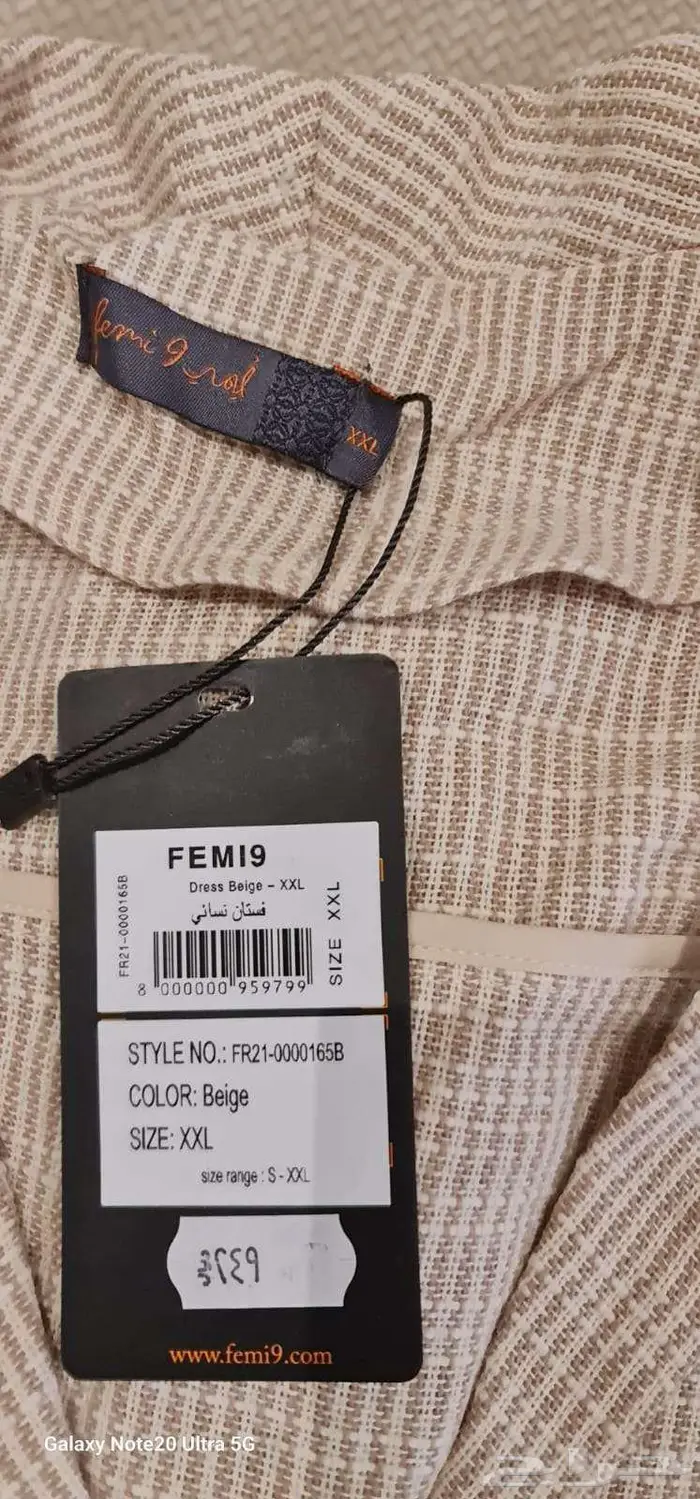 femi 9
XXL
FEMI9
Dress Beige – XXL
فستان نسائي
FR21-0000165B
SIZE XXL
8 000000 959799
STYLE NO.: FR21-0000165B
COLOR: Beige
SIZE: XXL
size range : S - XXL
www.femi9.com
Galaxy Note20 Ultra 5G